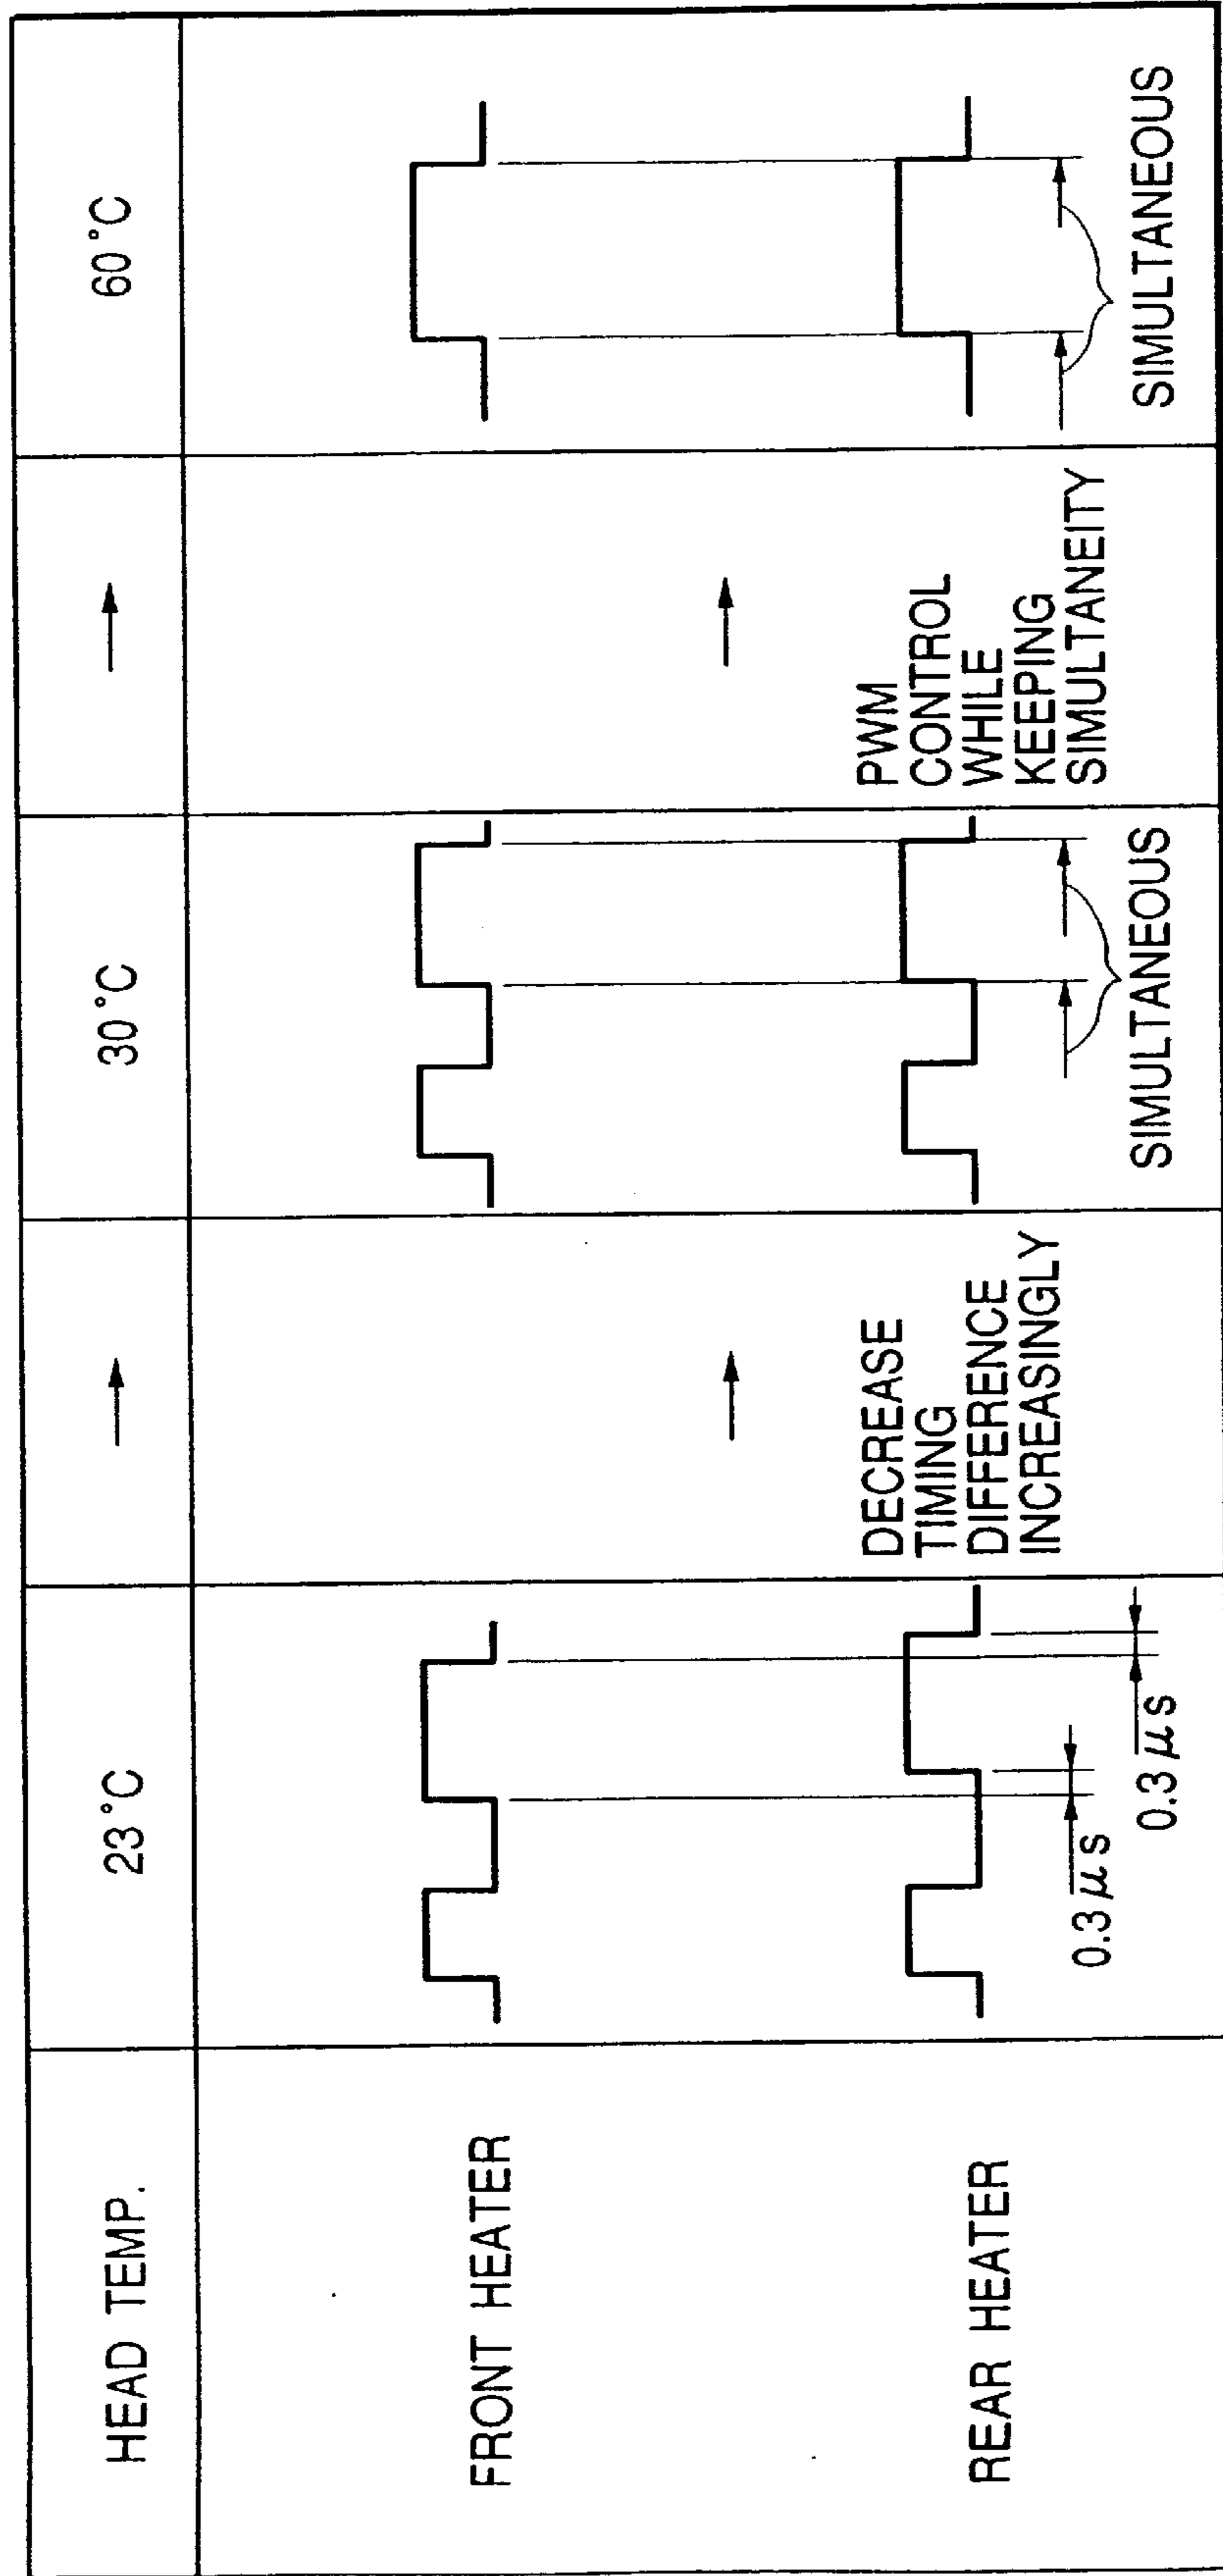 HEAD TEMP.
23°C
→
30°C
→
60°C
FRONT HEATER
REAR HEATER
0.3 μs
0.3 μs
→
DECREASE
TIMING
DIFFERENCE
INCREASINGLY
SIMULTANEOUS
→
PWM
CONTROL
WHILE
KEEPING
SIMULTANEITY
SIMULTANEOUS